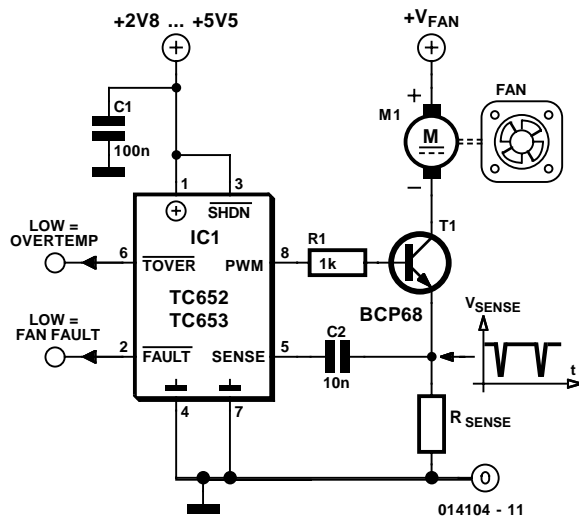 +2V8 ... +5V5
+VFAN
C1
100n
+
M1
M
FAN
−
1
3
SHDN
IC1
LOW =
OVERTEMP
6
TOVER
PWM
8
R1
1k
T1
TC652
TC653
BCP68
LOW =
FAN FAULT
2
FAULT
SENSE
5
C2
10n
VSENSE
t
4
7
RSENSE
0
014104 - 11